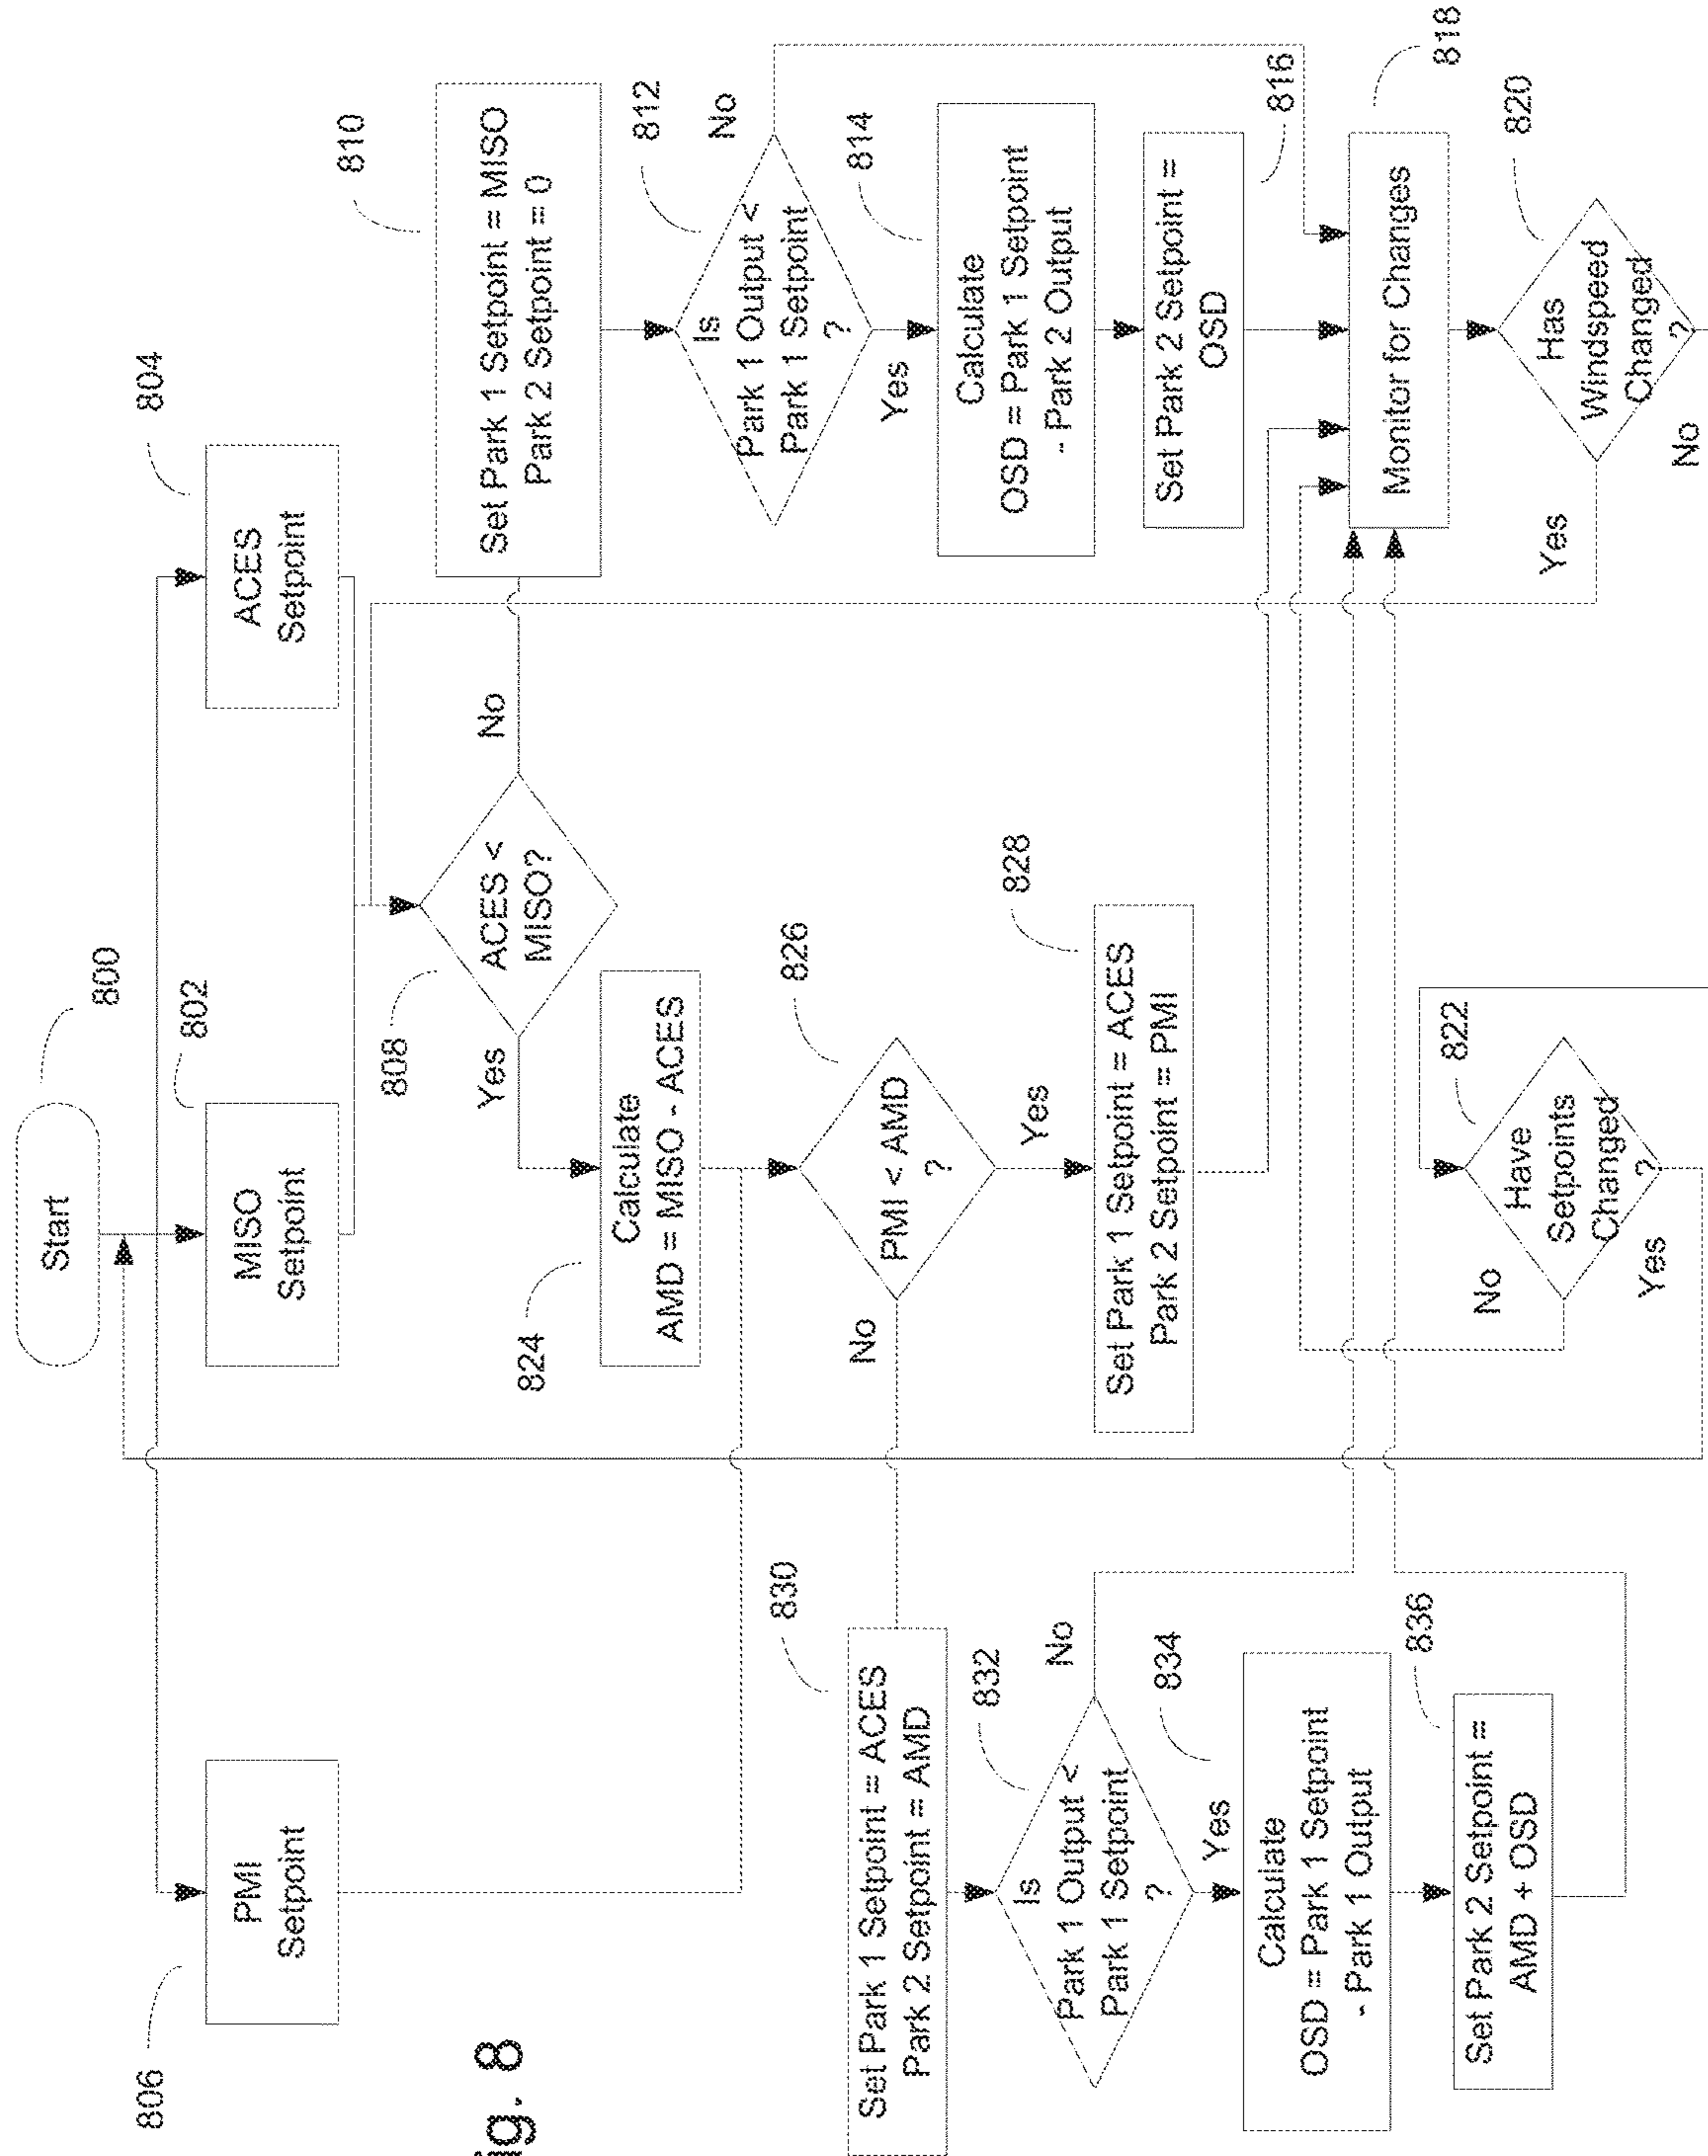 800
Start
806
PMI
Setpoint
802
MISO
Setpoint
804
ACES
Setpoint
808
ACES <
MISO?
Yes
No
810
Set Park 1 Setpoint = MISO
Park 2 Setpoint = 0
824
Calculate
AMD = MISO - ACES
812
Is
Park 1 Output <
Park 1 Setpoint
?
No
Yes
826
PMI < AMD
?
No
Yes
814
Calculate
OSD = Park 1 Setpoint
- Park 2 Output
830
Set Park 1 Setpoint = ACES
Park 2 Setpoint = AMD
828
Set Park 1 Setpoint = ACES
Park 2 Setpoint = PMI
816
Set Park 2 Setpoint =
OSD
832
Is
Park 1 Output <
Park 1 Setpoint
?
No
Yes
818
Monitor for Changes
834
Calculate
OSD = Park 1 Setpoint
- Park 1 Output
820
Has
Windspeed
Changed
?
Yes
No
822
Have
Setpoints
Changed
?
No
Yes
836
Set Park 2 Setpoint =
AMD + OSD
ig. 8